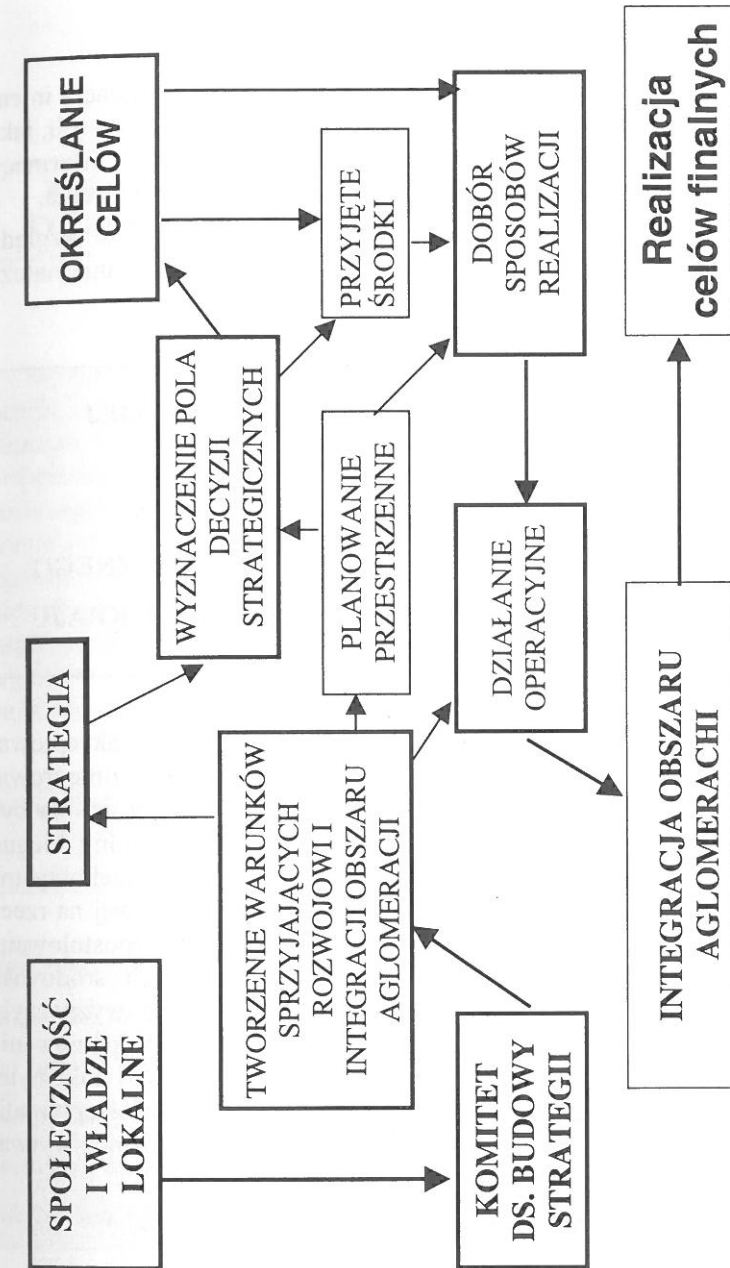 SPOŁECZNOŚĆ
I WŁADZE
LOKALNE
STRATEGIA
OKREŚLANIE
CELÓW
TWORZENIE WARUNKÓW
SPRZYJAJĄCYCH
ROZWOJOWI I
INTEGRACJI OBSZARU
AGLOMERACJI
WYZNACZENIE POLA
DECYZJI
STRATEGICZNYCH
PLANOWANIE
PRZESTRZENNE
PRZYJĘTE
ŚRODKI
KOMITET
DS. BUDOWY
STRATEGII
DZIAŁANIE
OPERACYJNE
DOBÓR
SPOSOBÓW
REALIZACJI
INTEGRACJA OBSZARU
AGLOMERACHI
Realizacja
celów finalnych